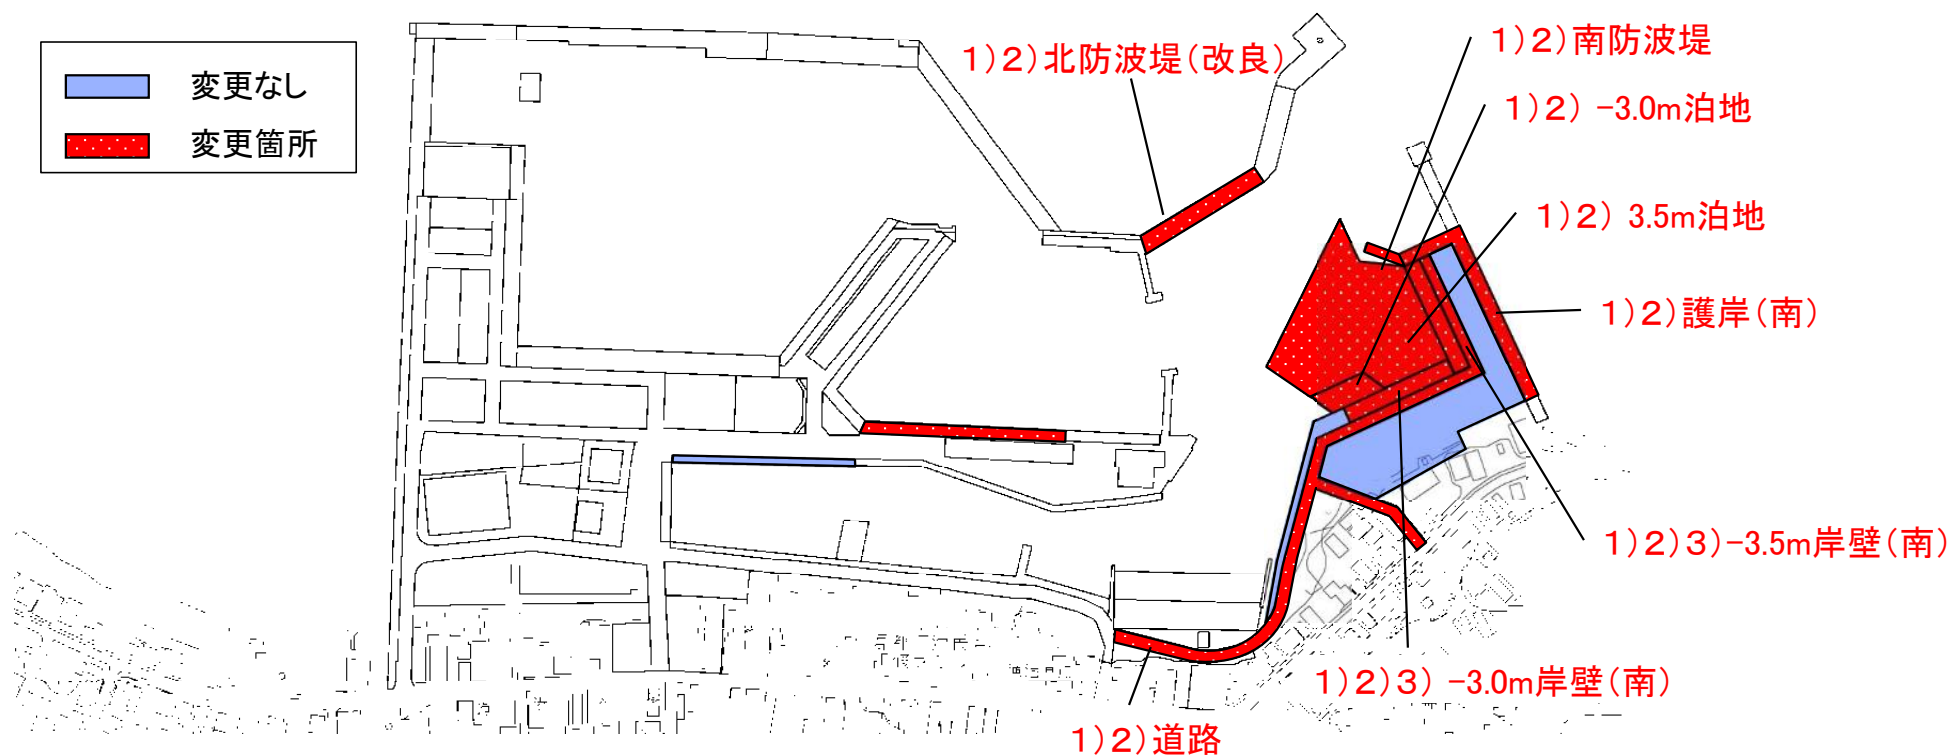 変更なし
変更箇所
1)2)北防波堤(改良)
1)2)南防波堤
1)2) -3.0m泊地
1)2) 3.5m泊地
1)2)護岸(南)
1)2)3)-3.5m岸壁(南)
1)2)3) -3.0m岸壁(南)
1)2)道路